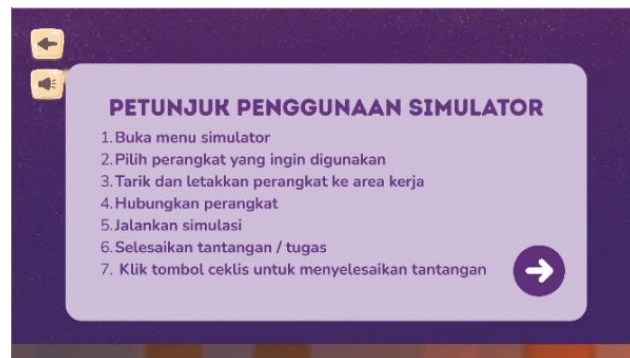 PETUNJUK PENGGUNAAN SIMULATOR
1. Buka menu simulator
2. Pilih perangkat yang ingin digunakan
3. Tarik dan letakkan perangkat ke area kerja
4. Hubungkan perangkat
5. Jalankan simulasi
6. Selesaikan tantangan / tugas
7. Klik tombol ceklis untuk menyelesaikan tantangan